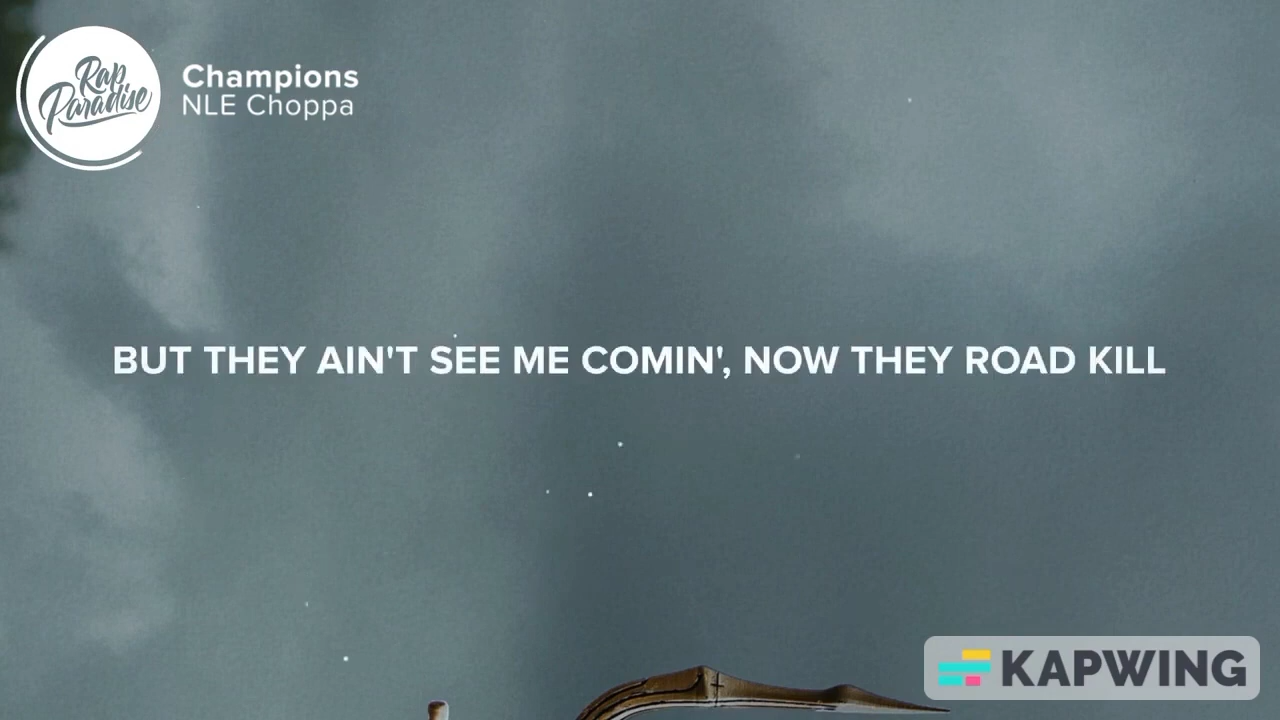 Rap
Paradise
Champions
NLE Choppa
BUT THEY AIN'T SEE ME COMIN', NOW THEY ROAD KILL
KAPWING